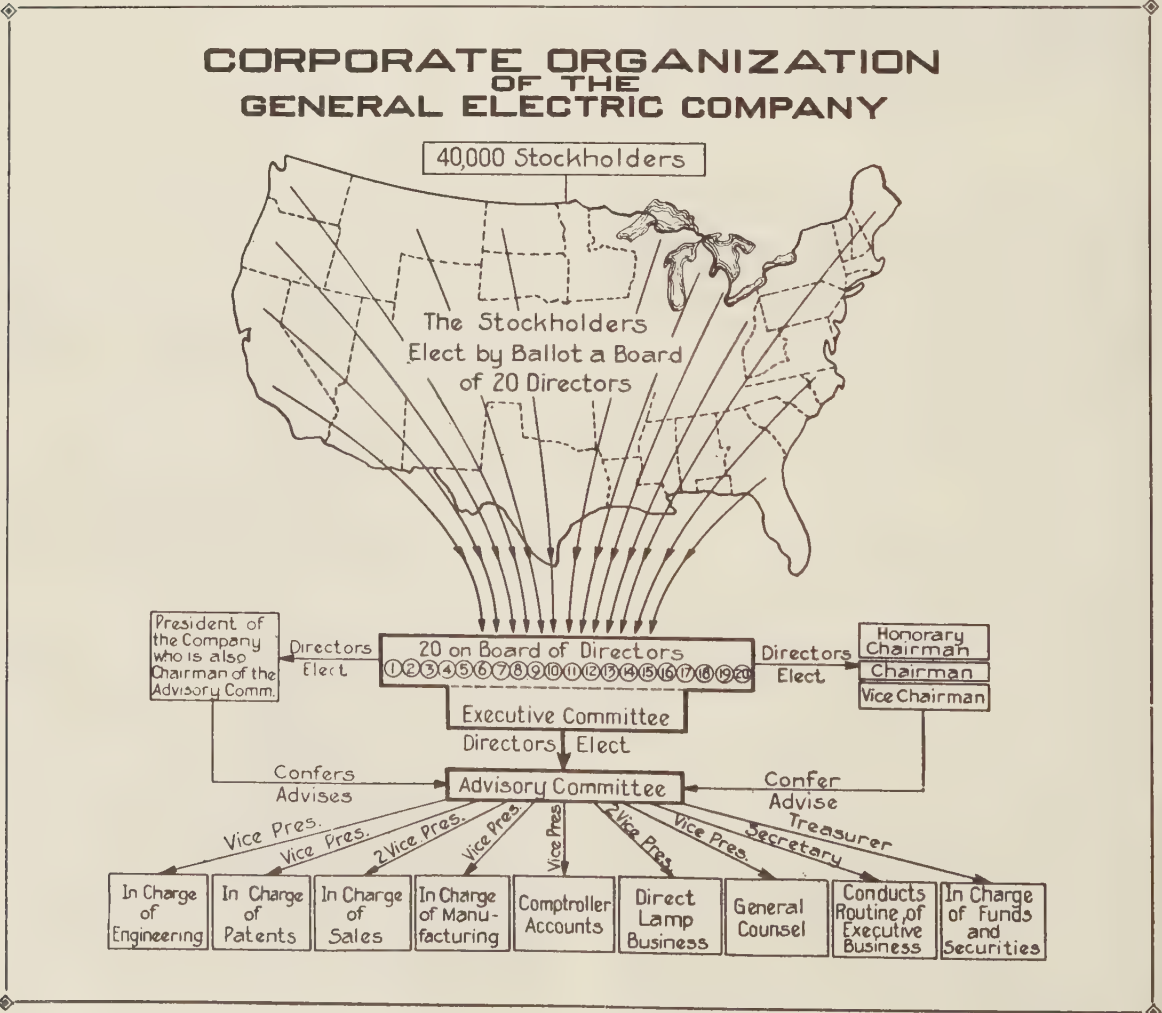 CORPORATE ORGANIZATION
OF THE
GENERAL ELECTRIC COMPANY
40,000 Stockholders
The Stockholders
Elect by Ballot a Board
of 20 Directors
President of
the Company
who is also
Chairman of the
Advisory Comm.
Directors
Elect
20 on Board of Directors
1 2 3 4 5 6 7 8 9 10 11 12 13 14 15 16 17 18 19 20
Directors
Elect
Honorary
Chairman
Chairman
Vice Chairman
Executive Committee
Directors Elect
Confers
Advises
Advisory Committee
Confer
Advise
Vice Pres.
Vice Pres.
2 Vice Pres.
Vice Pres.
Vice Pres
2 Vice Pres.
Vice Pres.
Secretary
Treasurer
In Charge
of
Engineering
In Charge
of
Patents
In Charge
of
Sales
In Charge
of Manu-
facturing
Comptroller
Accounts
Direct
Lamp
Business
General
Counsel
Conducts
Routine of
Executive
Business
In Charge
of Funds
and
Securities